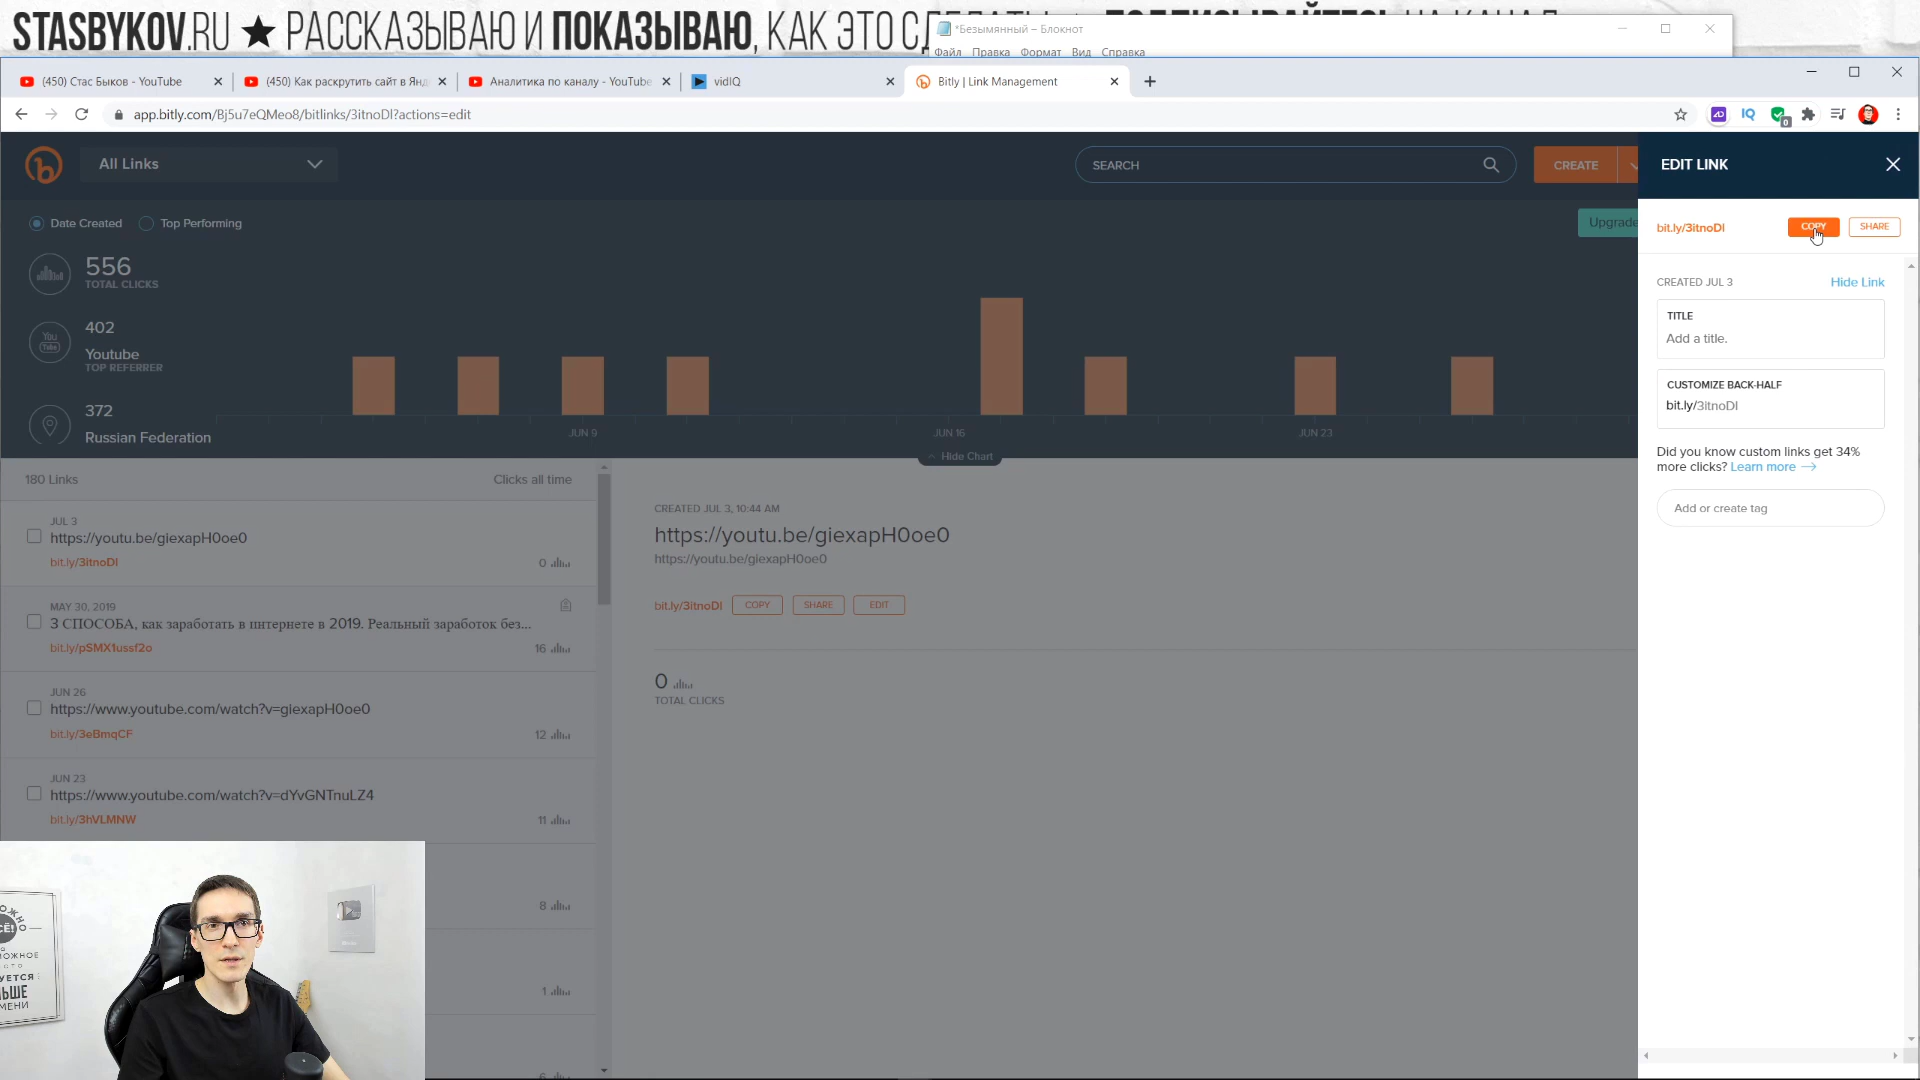 STASBYKOV.RU ★ РАССКАЗЫВАЮ И ПОКАЗЫВАЮ, КАК ЭТО
*Безымянный – Блокнот
Файл Правка Формат Вид Справка
(450) Стас Быков - YouTube
(450) Как раскрутить сайт в Янд
Аналитика по каналу - YouTube
vidIQ
Bitly | Link Management
app.bitly.com/Bj5u7eQMeo8/bitlinks/3itnoDl?actions=edit
IQ
0
All Links
SEARCH
CREATE
EDIT LINK
Date Created
Top Performing
Upgrade
bit.ly/3itnoDl
COPY
SHARE
556
TOTAL CLICKS
402
Youtube
TOP REFERRER
372
Russian Federation
You
Tube
JUN 9
JUN 16
JUN 23
Hide Chart
CREATED JUL 3
Hide Link
TITLE
Add a title.
CUSTOMIZE BACK-HALF
bit.ly/3itnoDl
Did you know custom links get 34%
more clicks? Learn more →
Add or create tag
180 Links
Clicks all time
JUL 3
https://youtu.be/giexapH0oe0
bit.ly/3itnoDl
0
MAY 30, 2019
3 СПОСОБА, как заработать в интернете в 2019. Реальный заработок без...
bit.ly/pSMX1ussf2o
16
JUN 26
https://www.youtube.com/watch?v=giexapH0oe0
bit.ly/3eBmqCF
12
JUN 23
https://www.youtube.com/watch?v=dYvGNTnuLZ4
bit.ly/3hVLMNW
11
8
1
6
CREATED JUL 3, 10:44 AM
https://youtu.be/giexapH0oe0
https://youtu.be/giexapH0oe0
bit.ly/3itnoDl
COPY
SHARE
EDIT
0
TOTAL CLICKS